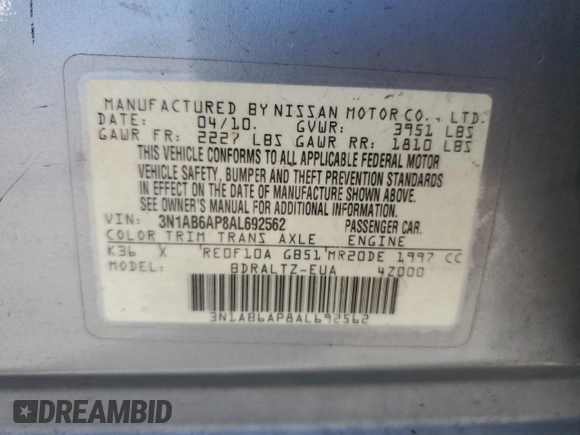 MANUFACTURED BY NISSAN MOTOR CO., LTD.
DATE: 04/10. GVWR: 3951 LBS
GAWR FR: 2227 LBS GAWR RR: 1810 LBS
THIS VEHICLE CONFORMS TO ALL APPLICABLE FEDERAL MOTOR
VEHICLE SAFETY, BUMPER AND THEFT PREVENTION STANDARDS
IN EFFECT ON THE DATE OF MANUFACTURE SHOWN ABOVE.
SEE OWNER'S MANUAL FOR ADDITIONAL INFORMATION.
VIN: 3N1AB6AP8AL692562 PASSENGER CAR.
COLOR TRIM TRANS AXLE ENGINE
K36 X RE0F10A GB51 MR20DE 1997 CC
MODEL: BDRALTZ-EUA 4Z000
3N1AB6AP8AL692562
DREAMBID